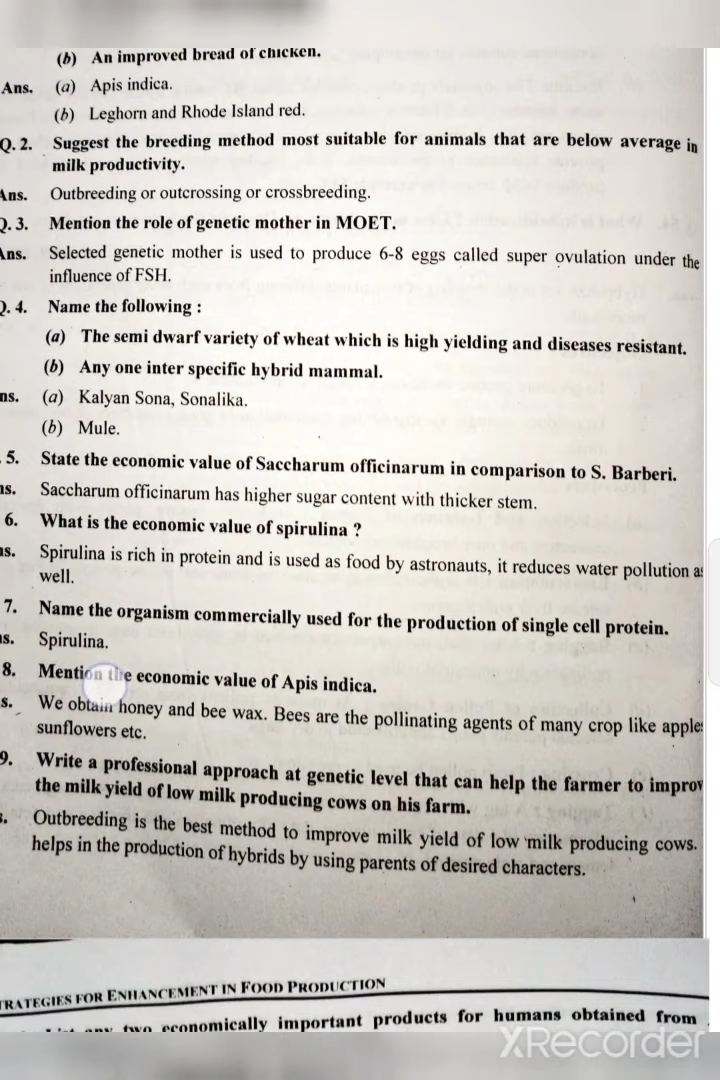 (b) An improved bread of chicken.
Ans. (a) Apis indica.
(b) Leghorn and Rhode Island red.
Q. 2. Suggest the breeding method most suitable for animals that are below average in
milk productivity.
Ans. Outbreeding or outcrossing or crossbreeding.
Q. 3. Mention the role of genetic mother in MOET.
Ans. Selected genetic mother is used to produce 6-8 eggs called super ovulation under the
influence of FSH.
Q. 4. Name the following :
(a) The semi dwarf variety of wheat which is high yielding and diseases resistant.
(b) Any one inter specific hybrid mammal.
ns. (a) Kalyan Sona, Sonalika.
(b) Mule.
. 5. State the economic value of Saccharum officinarum in comparison to S. Barberi.
ns. Saccharum officinarum has higher sugar content with thicker stem.
6. What is the economic value of spirulina ?
ns. Spirulina is rich in protein and is used as food by astronauts, it reduces water pollution as
well.
7. Name the organism commercially used for the production of single cell protein.
ns. Spirulina.
8. Mention the economic value of Apis indica.
s. We obtain honey and bee wax. Bees are the pollinating agents of many crop like apple
sunflowers etc.
9. Write a professional approach at genetic level that can help the farmer to improv
the milk yield of low milk producing cows on his farm.
s. Outbreeding is the best method to improve milk yield of low milk producing cows.
helps in the production of hybrids by using parents of desired characters.
TRATEGIES FOR ENHANCEMENT IN FOOD PRODUCTION
any two economically important products for humans obtained from
XRecorder